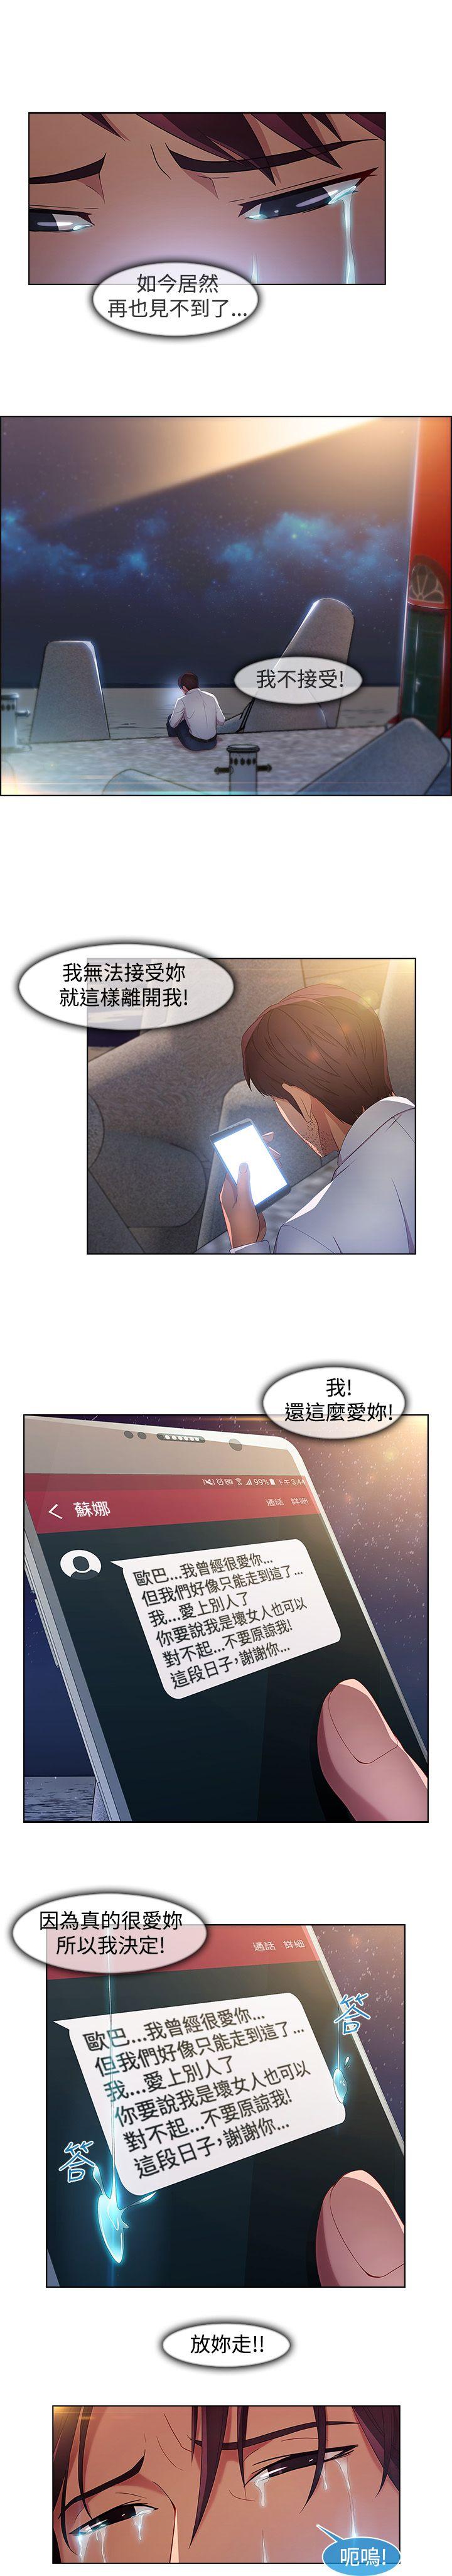 如今居然
再也見不到了...
我不接受!
我無法接受妳
就這樣離開我!
我!
還這麼愛妳!
99% 下午 3:44
< 蘇娜
通話 詳細
歐巴...我曾經很愛你...
但我們好像只能走到這了...
我...愛上別人了
你要說我是壞女人也可以
對不起...不要原諒我!
這段日子,謝謝你...
因為真的很愛妳
所以我決定!
通話 詳細
歐巴...我曾經很愛你...
但我們好像只能走到這了...
我...愛上別人了
你要說我是壞女人也可以
對不起...不要原諒我!
這段日子,謝謝你...
答
答
放妳走!!
呃嗚!